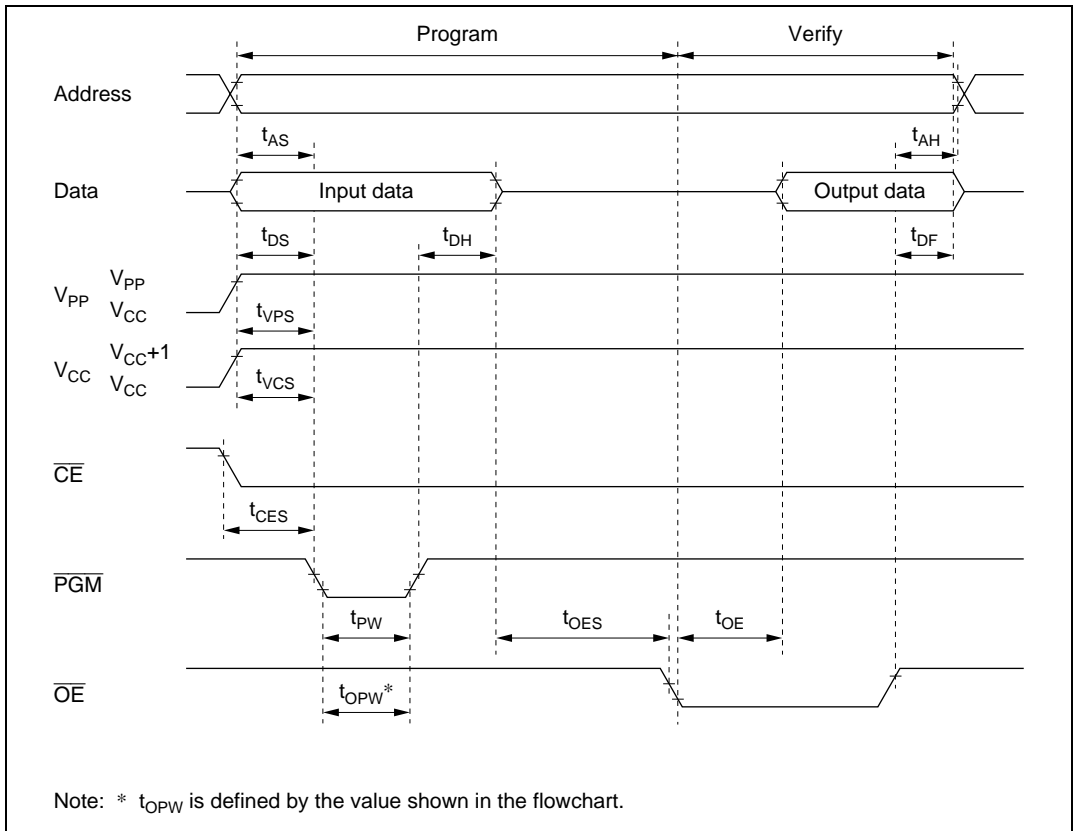 Program Verify
Address
tAS tAH
Data Input data Output data
tDS tDH tDF
VPP VPP
VCC
tVPS
VCC VCC+1
VCC
tVCS
CE
tCES
PGM
tPW tOES tOE
OE
tOPW*
Note: * tOPW is defined by the value shown in the flowchart.